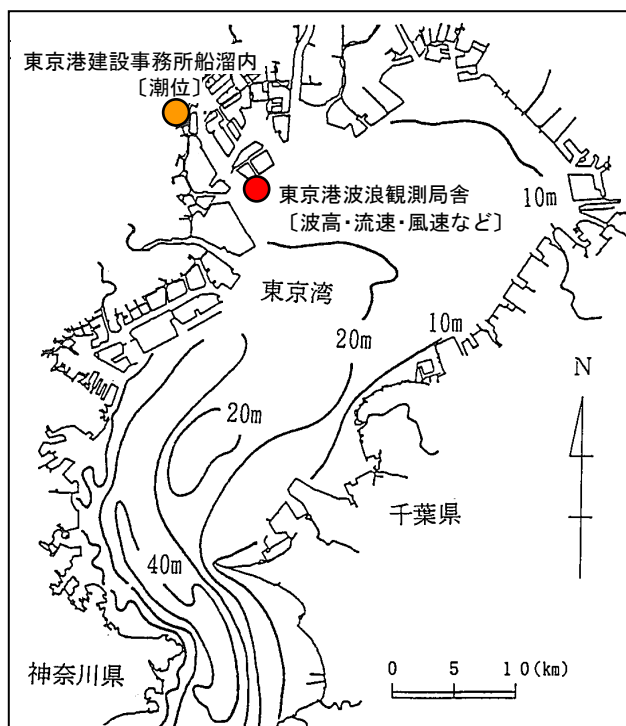 東京港建設事務所船溜内
〔潮位〕
東京港波浪観測局舎
〔波高・流速・風速など〕
10m
東京湾
20m
10m
N
20m
千葉県
40m
神奈川県
0 5 10(km)